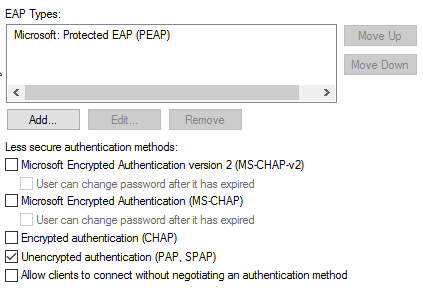 EAP Types:
Microsoft: Protected EAP (PEAP)
Move Up
Move Down
Add...
Edit...
Remove
Less secure authentication methods:
Microsoft Encrypted Authentication version 2 (MS-CHAP-v2)
User can change password after it has expired
Microsoft Encrypted Authentication (MS-CHAP)
User can change password after it has expired
Encrypted authentication (CHAP)
Unencrypted authentication (PAP, SPAP)
Allow clients to connect without negotiating an authentication method